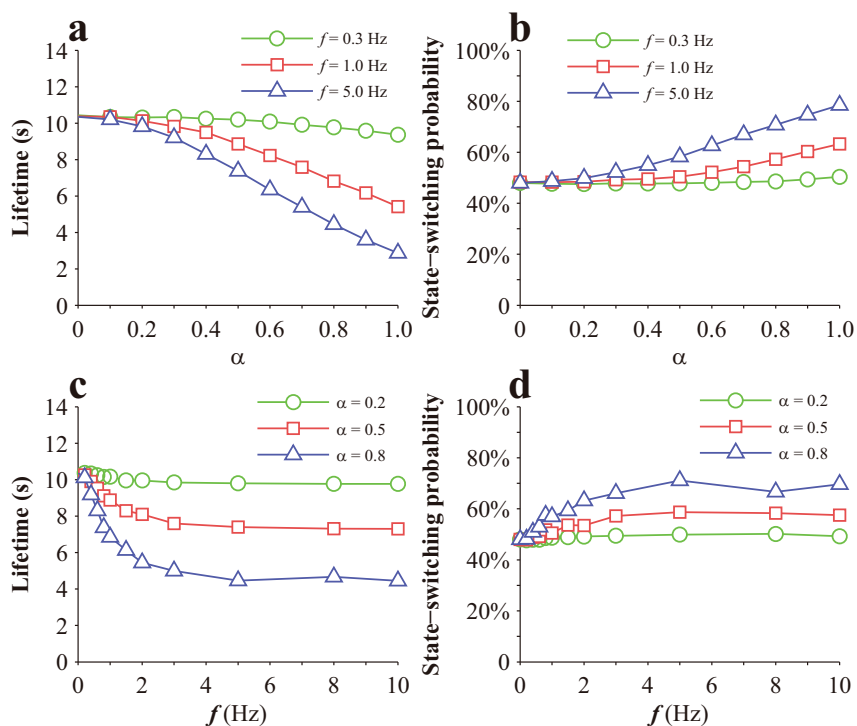 a
f = 0.3 Hz
f = 1.0 Hz
f = 5.0 Hz
Lifetime (s)
14
12
10
8
6
4
2
0
0 0.2 0.4 0.6 0.8 1.0
α
b
f = 0.3 Hz
f = 1.0 Hz
f = 5.0 Hz
State−switching probability
100%
80%
60%
40%
20%
0
0 0.2 0.4 0.6 0.8 1.0
α
c
α = 0.2
α = 0.5
α = 0.8
Lifetime (s)
14
12
10
8
6
4
2
0
0 2 4 6 8 10
f (Hz)
d
α = 0.2
α = 0.5
α = 0.8
State−switching probability
100%
80%
60%
40%
20%
0
0 2 4 6 8 10
f (Hz)